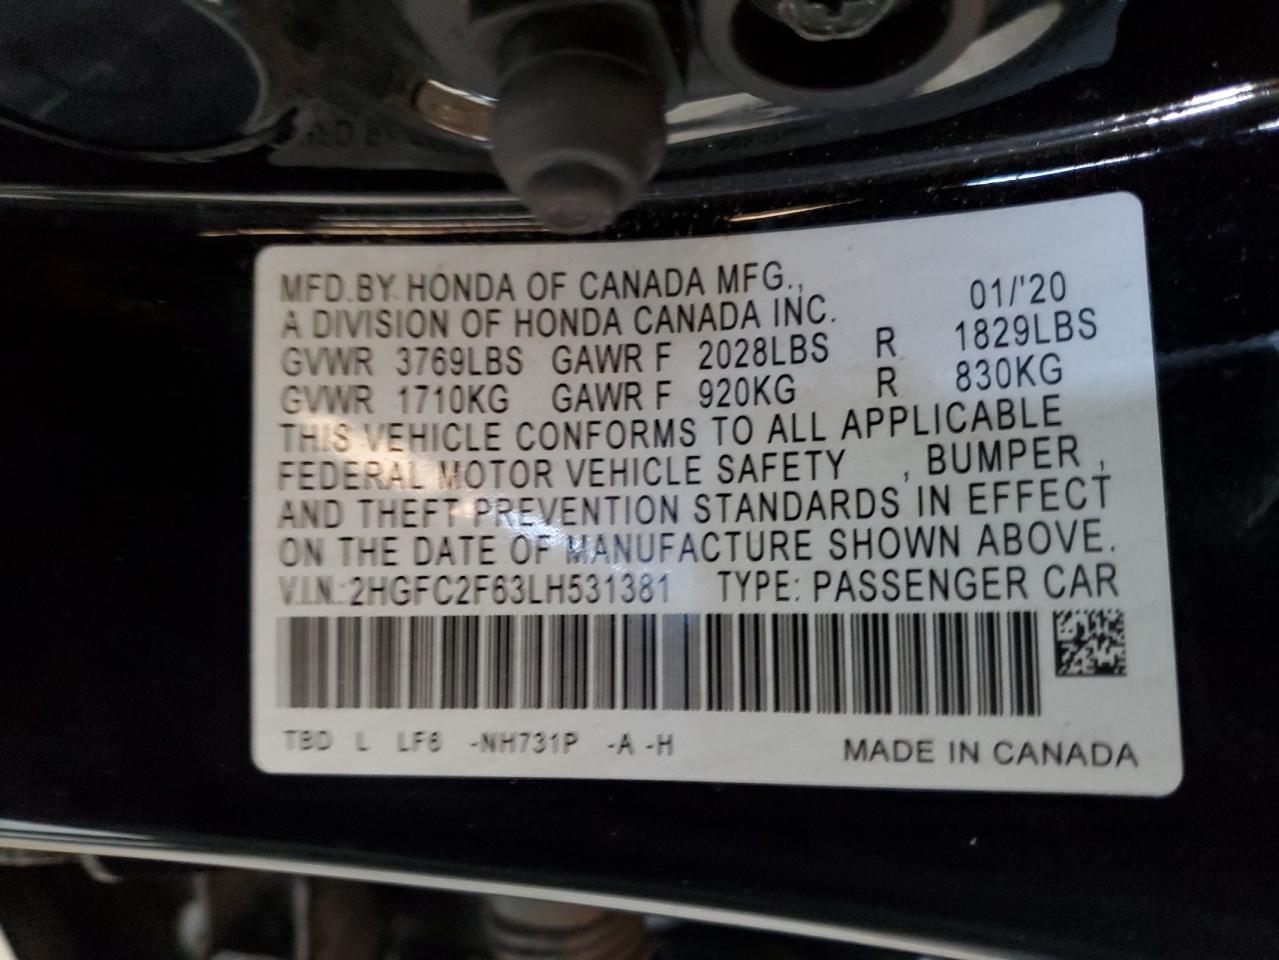 MFD.BY HONDA OF CANADA MFG., 01/'20
A DIVISION OF HONDA CANADA INC.
GVWR 3769LBS GAWR F 2028LBS R 1829LBS
GVWR 1710KG GAWR F 920KG R 830KG
THIS VEHICLE CONFORMS TO ALL APPLICABLE
FEDERAL MOTOR VEHICLE SAFETY , BUMPER ,
AND THEFT PREVENTION STANDARDS IN EFFECT
ON THE DATE OF MANUFACTURE SHOWN ABOVE.
V.I.N.:2HGFC2F63LH531381 TYPE: PASSENGER CAR
TBD L LF6 -NH731P -A -H MADE IN CANADA